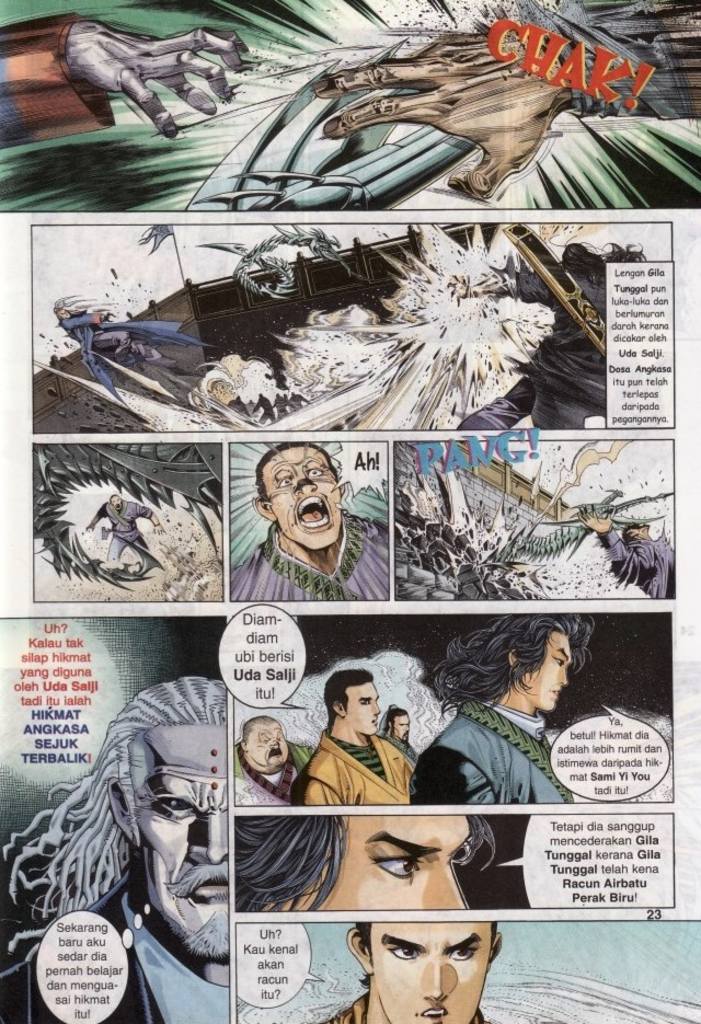 CHAK!
Lengan Gila
Tunggal pun
luka-luka dan
berlumuran
darah kerana
dicakar oleh
Uda Salji.
Dosa Angkasa
itu pun telah
terlepas
daripada
pegangannya.
Ah!
PANG!
Uh?
Kalau tak
silap hikmat
yang diguna
oleh Uda Salji
tadi itu ialah
HIKMAT
ANGKASA
SEJUK
TERBALIK!
Diam-
diam
ubi berisi
Uda Salji
itu!
Ya,
betul! Hikmat dia
adalah lebih rumit dan
istimewa daripada hik-
mat Sami Yi You
tadi itu!
Tetapi dia sanggup
mencederakan Gila
Tunggal kerana Gila
Tunggal telah kena
Racun Airbatu
Perak Biru!
23
Sekarang
baru aku
sedar dia
pernah belajar
dan mengua-
sai hikmat
itu!
Uh?
Kau kenal
akan
racun
itu?